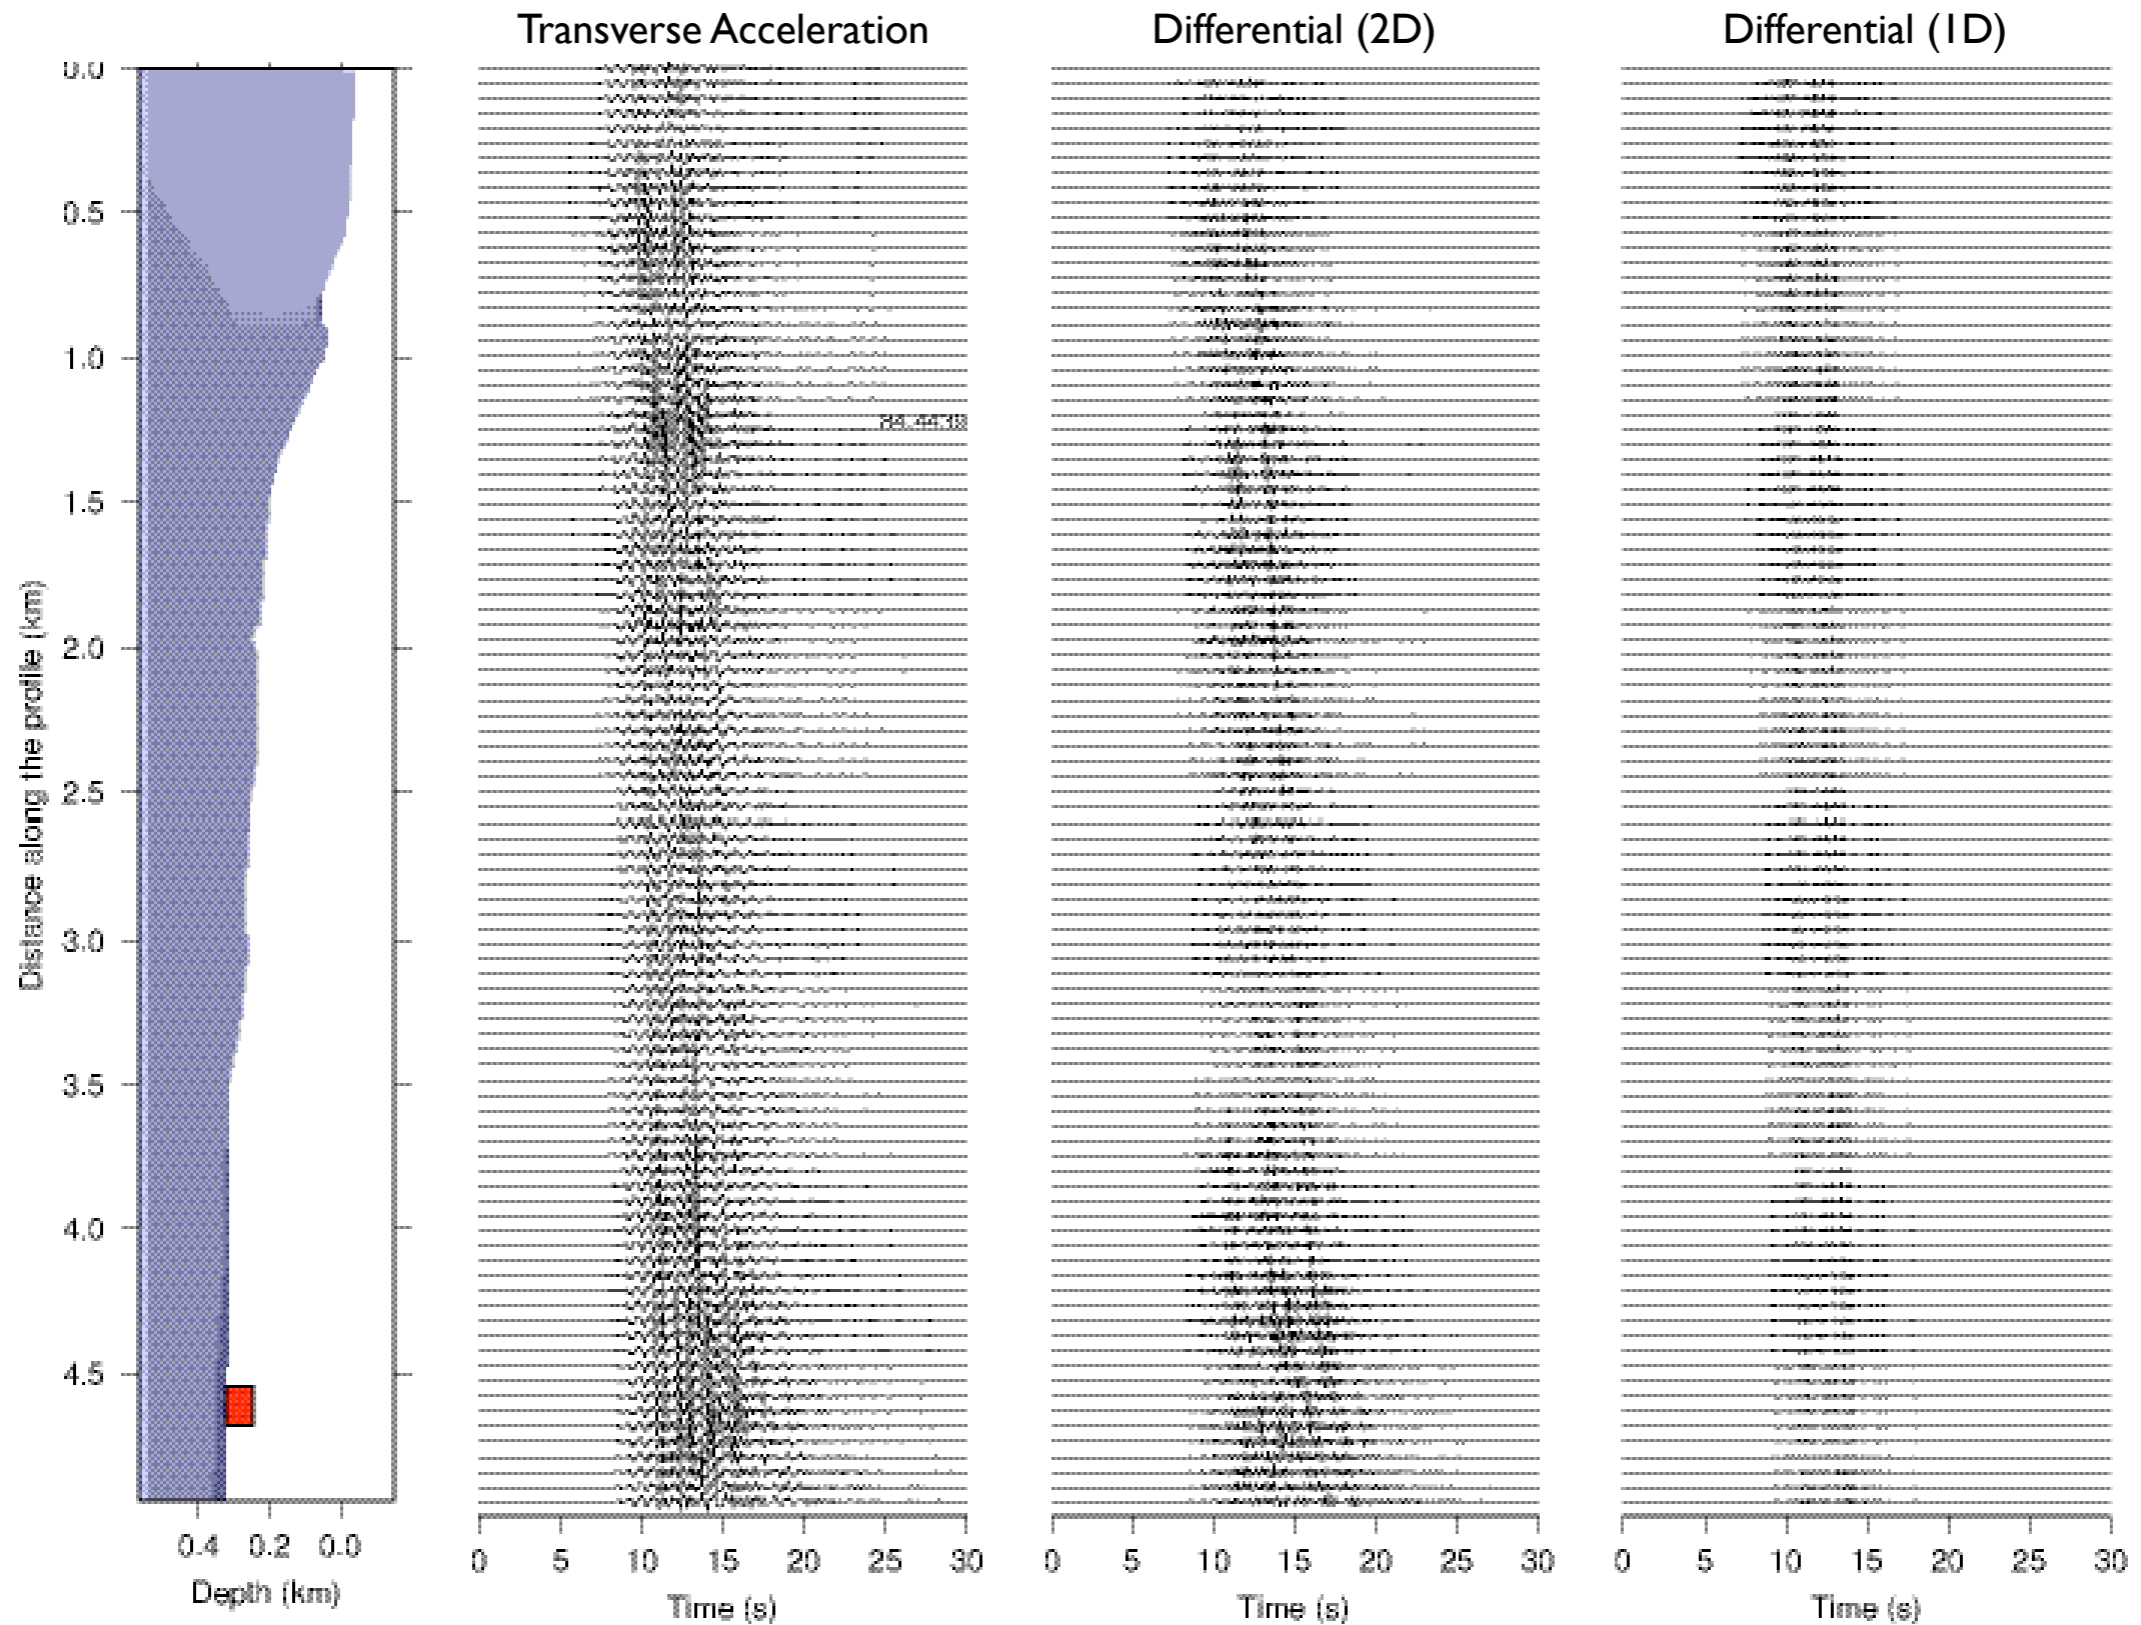 Transverse Acceleration
Differential (2D)
Differential (1D)
0.0
0.5
1.0
1.5
2.0
2.5
3.0
3.5
4.0
4.5
Distance along the profile (km)
0.4 0.2 0.0
Depth (km)
0 5 10 15 20 25 30
Time (s)
0 5 10 15 20 25 30
Time (s)
0 5 10 15 20 25 30
Time (s)